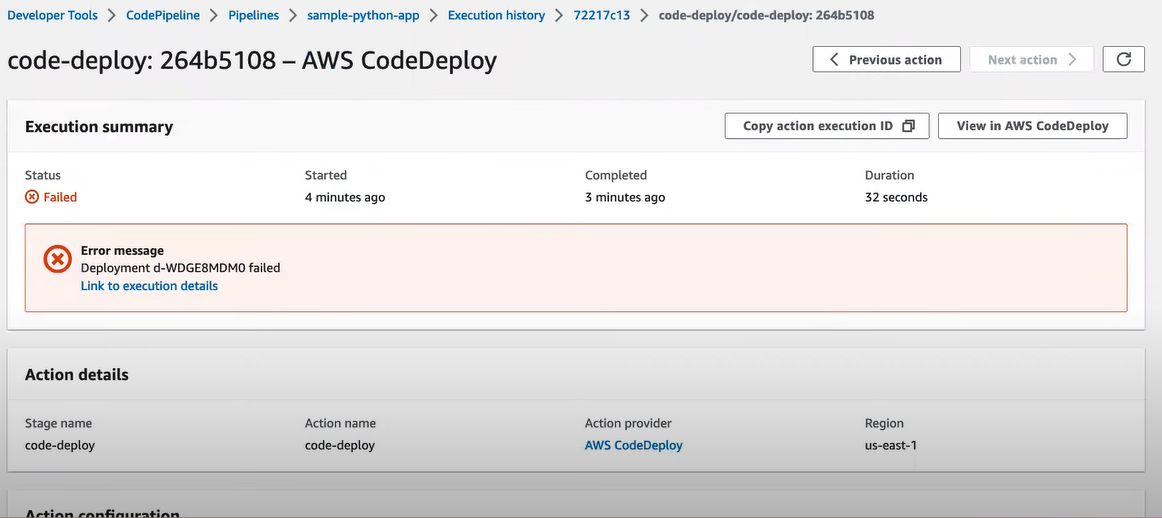 Developer Tools > CodePipeline > Pipelines > sample-python-app > Execution history > 72217c13 > code-deploy/code-deploy: 264b5108
code-deploy: 264b5108 – AWS CodeDeploy
Previous action
Next action
Execution summary
Copy action execution ID
View in AWS CodeDeploy
Status Started Completed Duration
Failed 4 minutes ago 3 minutes ago 32 seconds
Error message
Deployment d-WDGE8MDM0 failed
Link to execution details
Action details
Stage name Action name Action provider Region
code-deploy code-deploy AWS CodeDeploy us-east-1
Action configuration